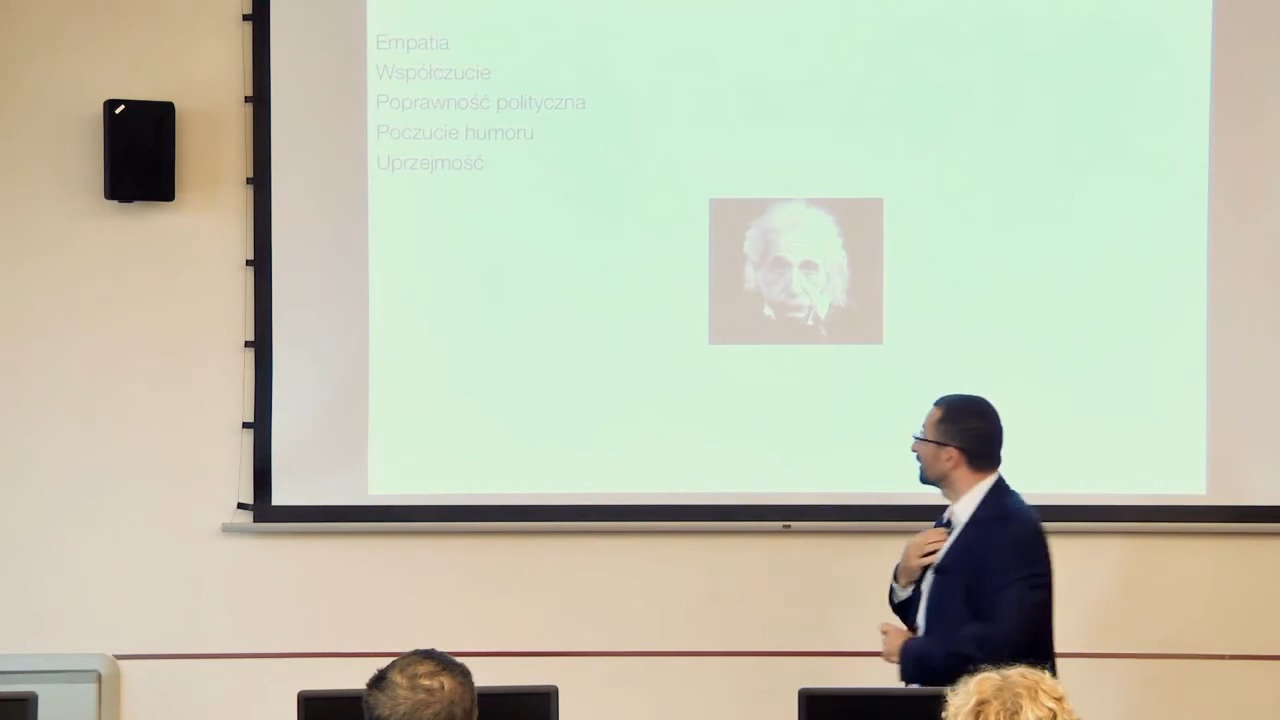 Empatia
Współczucie
Poprawność polityczna
Poczucie humoru
Uprzejmość